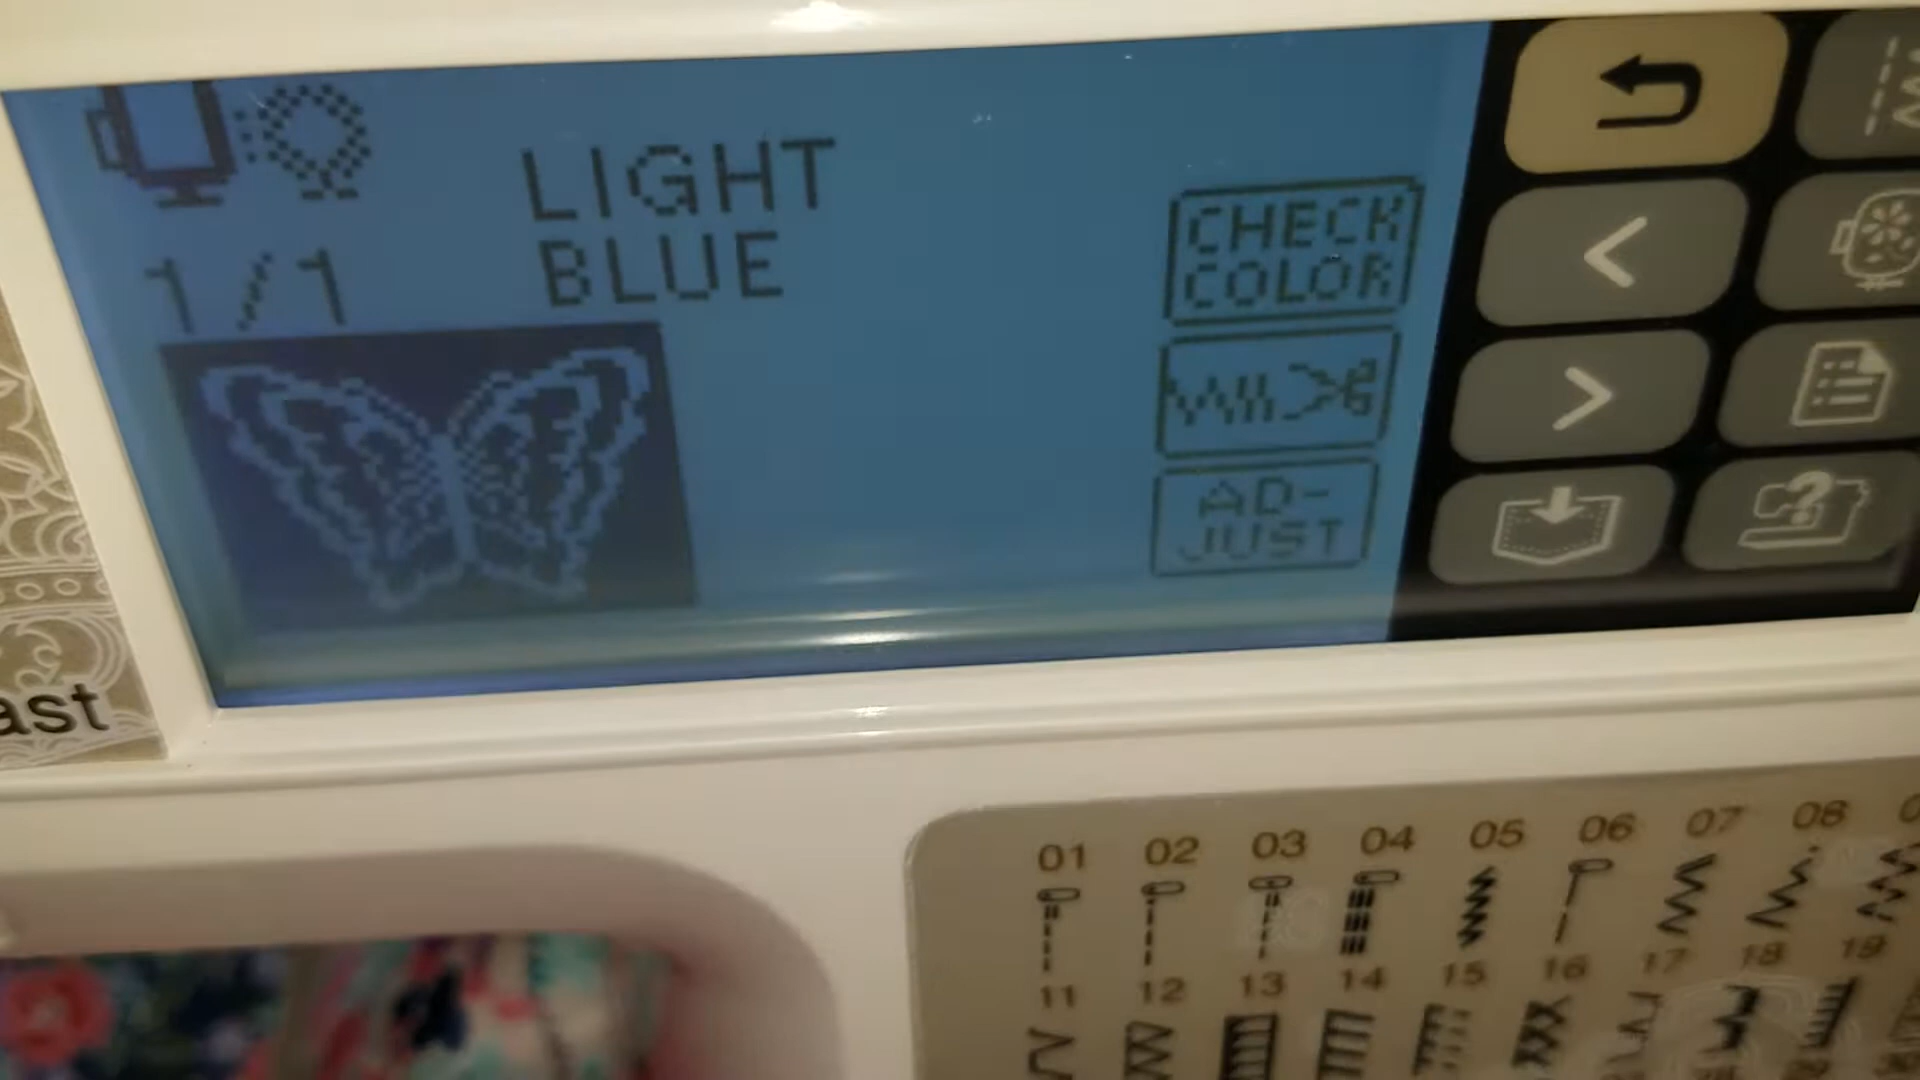 LIGHT
BLUE
1/1
CHECK
COLOR
AD-
JUST
ast
01 02 03 04 05 06 07 08
11 12 13 14 15 16 17 18 19